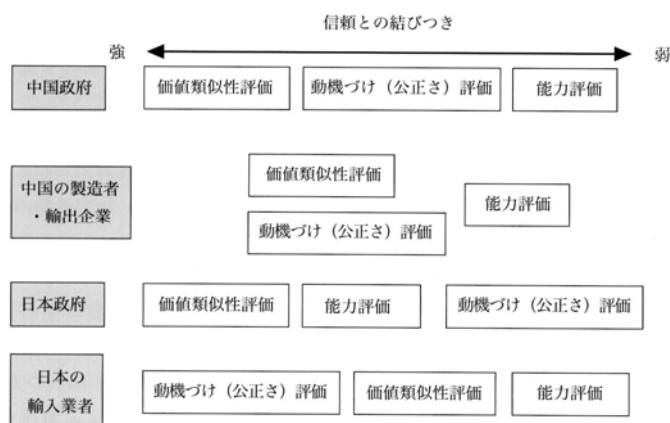 信頼との結びつき
強
弱
中国政府
価値類似性評価
動機づけ（公正さ）評価
能力評価
中国の製造者
・輸出企業
価値類似性評価
動機づけ（公正さ）評価
能力評価
日本政府
価値類似性評価
能力評価
動機づけ（公正さ）評価
日本の
輸入業者
動機づけ（公正さ）評価
価値類似性評価
能力評価